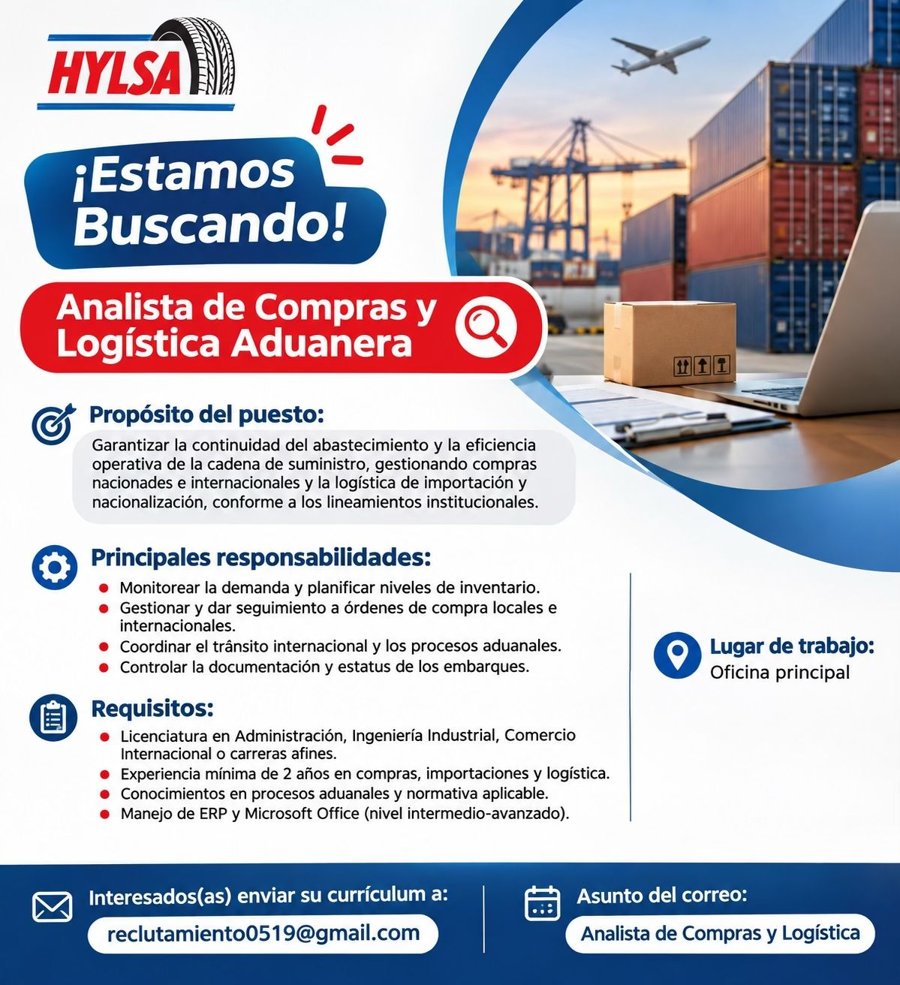 HYLSA
¡Estamos
Buscando!
Analista de Compras y
Logística Aduanera
Propósito del puesto:
Garantizar la continuidad del abastecimiento y la eficiencia
operativa de la cadena de suministro, gestionando compras
nacionades e internacionales y la logística de importación y
nacionalización, conforme a los lineamientos institucionales.
Principales responsabilidades:
Monitorear la demanda y planificar niveles de inventario.
Gestionar y dar seguimiento a órdenes de compra locales e
internacionales.
Coordinar el tránsito internacional y los procesos aduanales.
Controlar la documentación y estatus de los embarques.
Requisitos:
Licenciatura en Administración, Ingeniería Industrial, Comercio
Internacional o carreras afines.
Experiencia mínima de 2 años en compras, importaciones y logística.
Conocimientos en procesos aduanales y normativa aplicable.
Manejo de ERP y Microsoft Office (nivel intermedio-avanzado).
Lugar de trabajo:
Oficina principal
Interesados(as) enviar su currículum a:
reclutamiento0519@gmail.com
Asunto del correo:
Analista de Compras y Logística